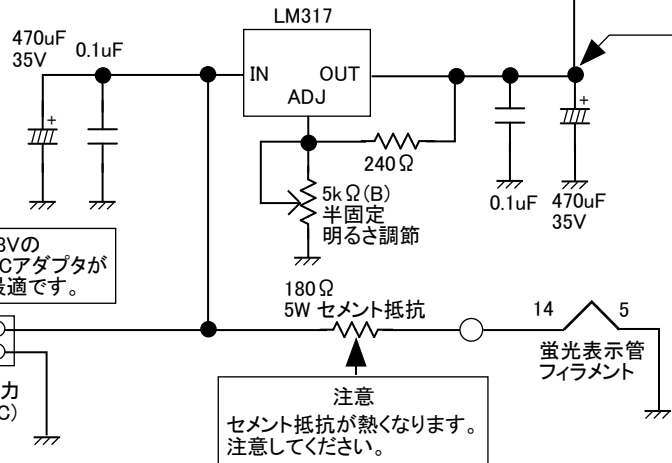 LM317
470uF
35V
0.1uF
IN
OUT
ADJ
240Ω
5kΩ(B)
半固定
明るさ調節
0.1uF
470uF
35V
Vの
Cアダプタが
適です。
180Ω
5W セメント抵抗
14
5
蛍光表示管
フィラメント
力
C)
注意
セメント抵抗が熱くなります。
注意してください。